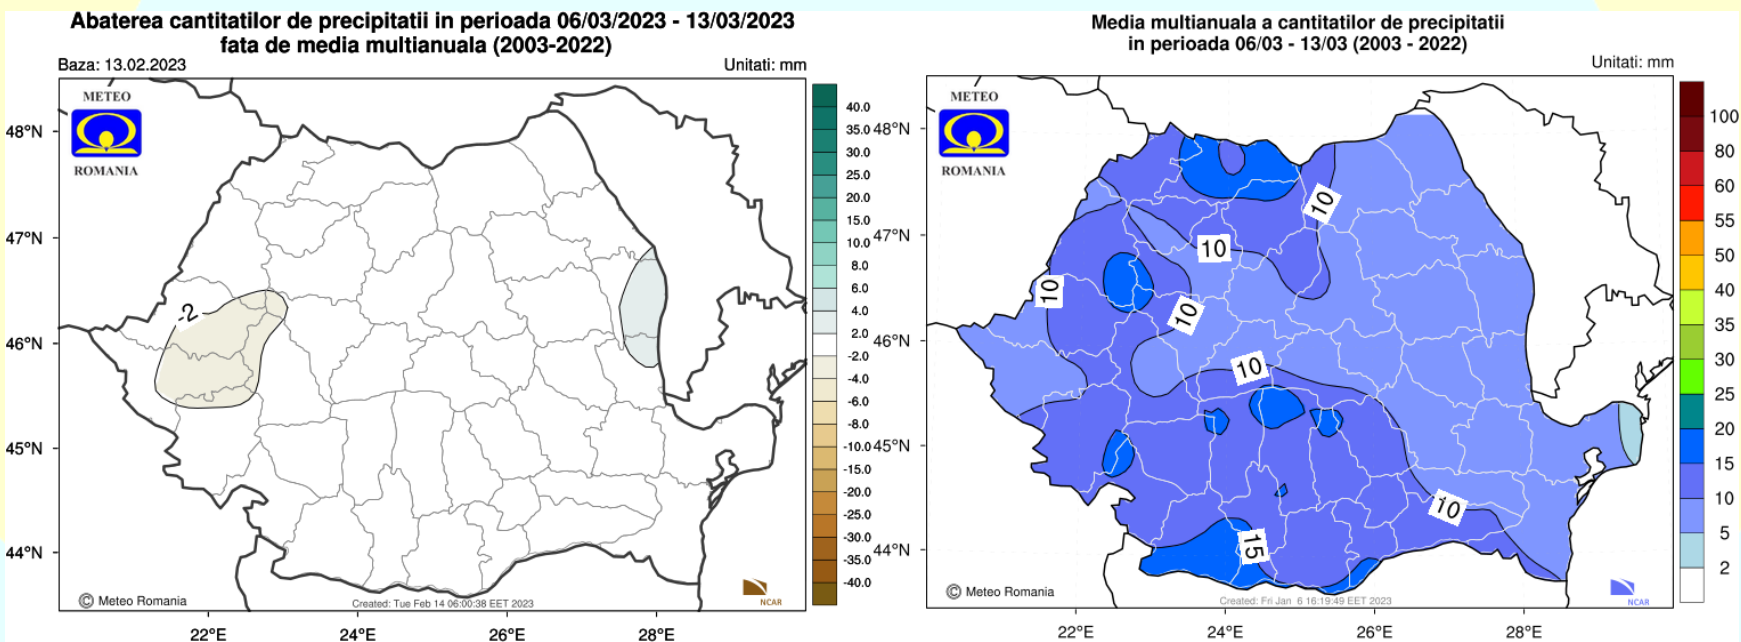 Abaterea cantitatilor de precipitatii in perioada 06/03/2023 - 13/03/2023
fata de media multianuala (2003-2022)
Baza: 13.02.2023
Unitati: mm
METEO
ROMANIA
48°N
47°N
46°N
45°N
44°N
-2
40.0
35.0
30.0
25.0
20.0
15.0
10.0
8.0
6.0
4.0
2.0
-2.0
-4.0
-6.0
-8.0
-10.0
-15.0
-20.0
-25.0
-30.0
-35.0
-40.0
© Meteo Romania
Created: Tue Feb 14 06:00:38 EET 2023
NCAR
22°E
24°E
26°E
28°E
Media multianuala a cantitatilor de precipitatii
in perioada 06/03 - 13/03 (2003 - 2022)
Unitati: mm
METEO
ROMANIA
48°N
47°N
46°N
45°N
44°N
10
10
10
10
10
10
15
100
80
60
55
50
40
35
30
25
20
15
10
5
2
© Meteo Romania
Created: Fri Jan 6 16:19:49 EET 2023
NCAR
22°E
24°E
26°E
28°E